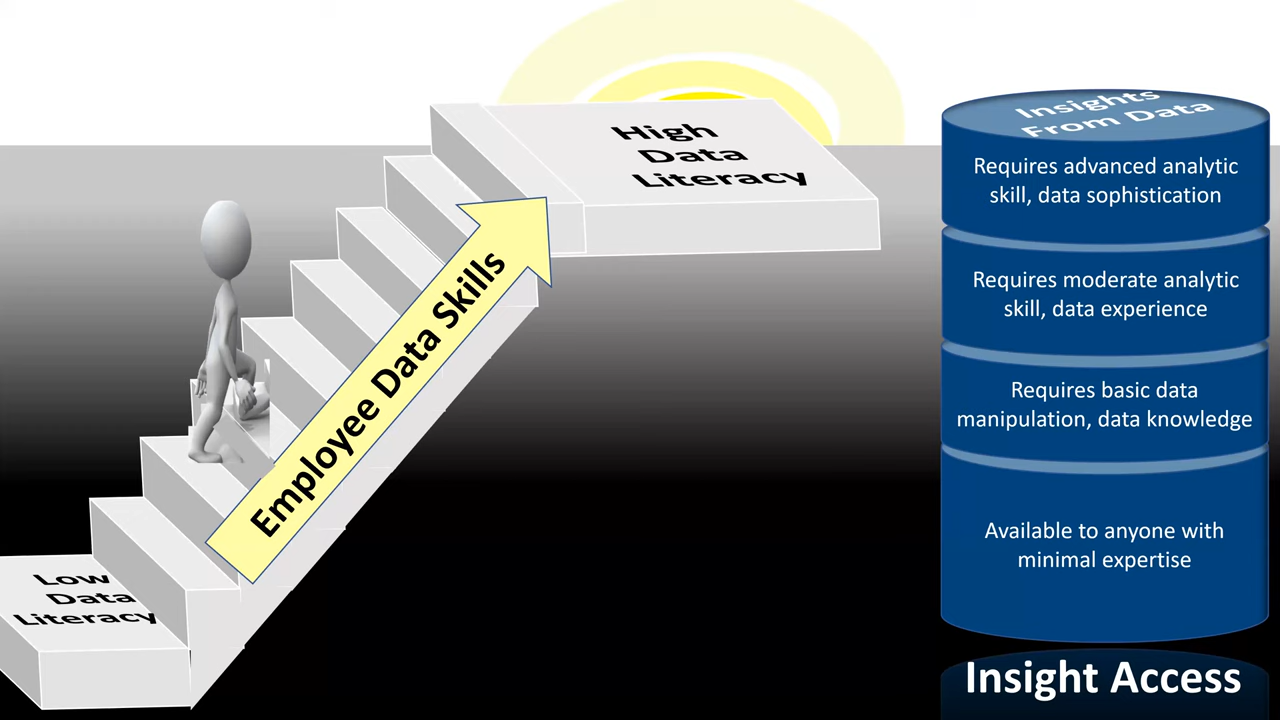 High
Data
Literacy
Employee Data Skills
Low
Data
Literacy
Insights
From Data
Requires advanced analytic
skill, data sophistication
Requires moderate analytic
skill, data experience
Requires basic data
manipulation, data knowledge
Available to anyone with
minimal expertise
Insight Access